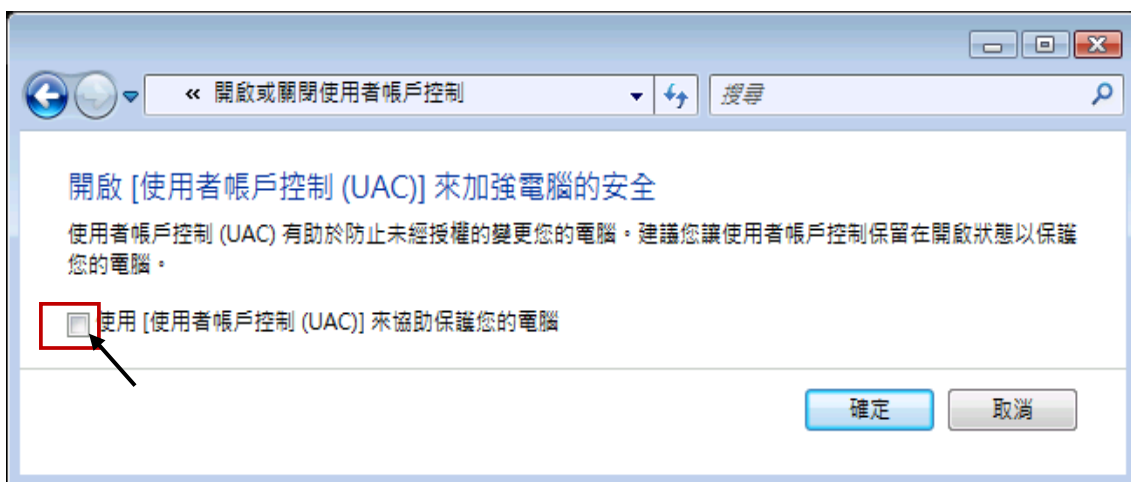 « 開啟或關閉使用者帳戶控制
搜尋
開啟 [使用者帳戶控制 (UAC)] 來加強電腦的安全
使用者帳戶控制 (UAC) 有助於防止未經授權的變更您的電腦。建議您讓使用者帳戶控制保留在開啟狀態以保護
您的電腦。
使用 [使用者帳戶控制 (UAC)] 來協助保護您的電腦
確定
取消